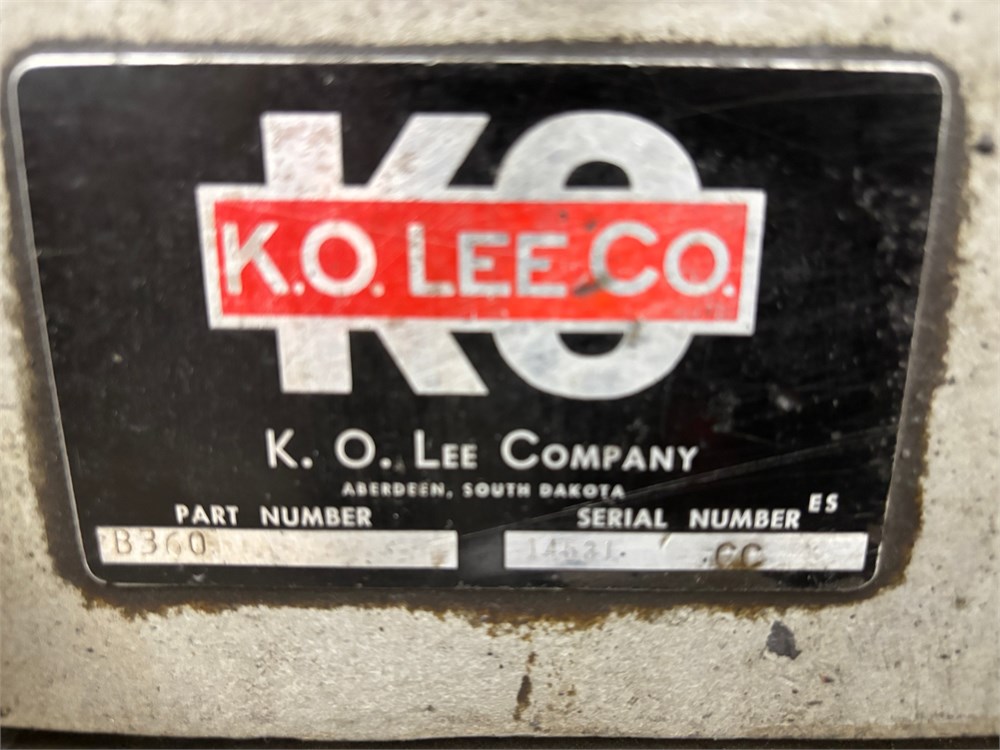 KO
K.O. LEE CO.
K. O. LEE COMPANY
ABERDEEN, SOUTH DAKOTA
PART NUMBER SERIAL NUMBER ES
B360 CC